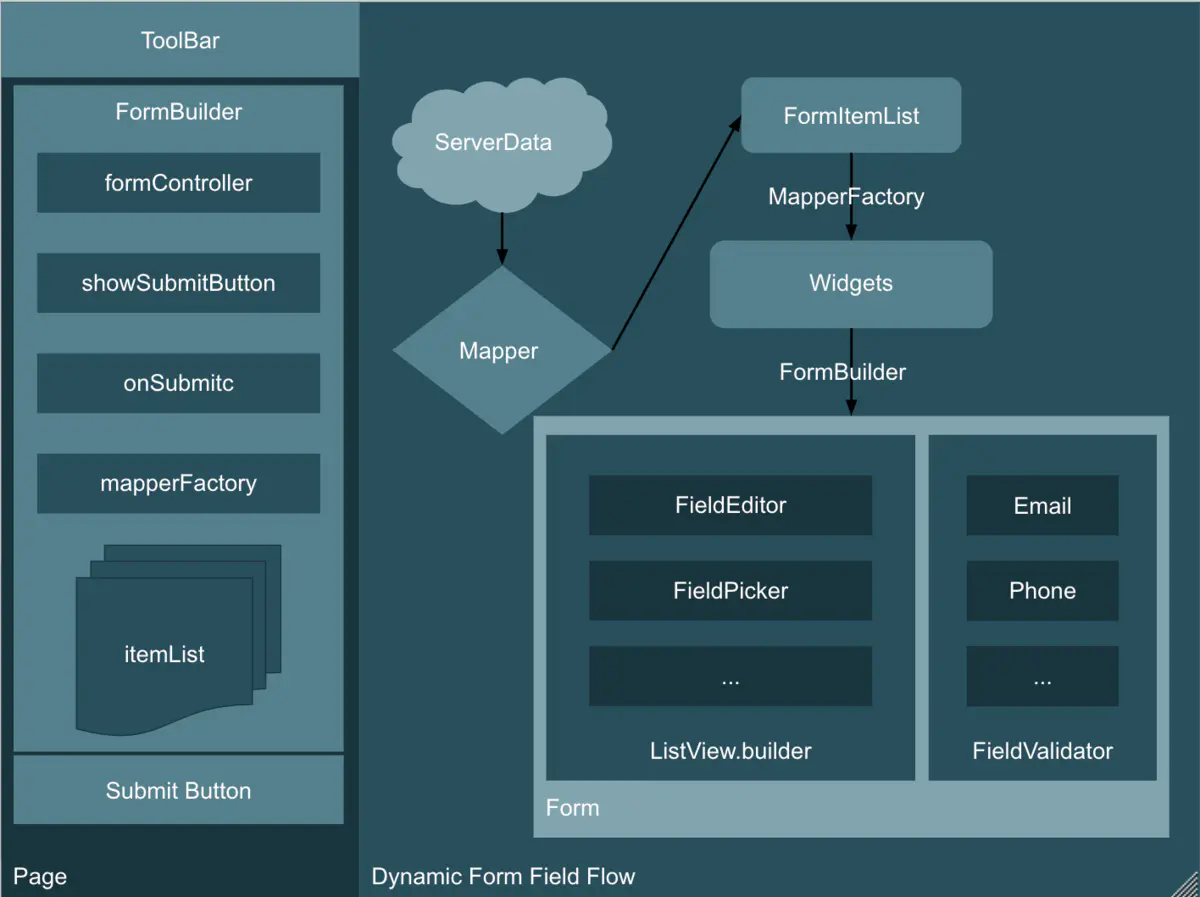 ToolBar
FormBuilder
formController
showSubmitButton
onSubmitc
mapperFactory
itemList
Submit Button
Page
ServerData
Mapper
FormItemList
MapperFactory
Widgets
FormBuilder
FieldEditor
FieldPicker
...
ListView.builder
Email
Phone
...
FieldValidator
Form
Dynamic Form Field Flow